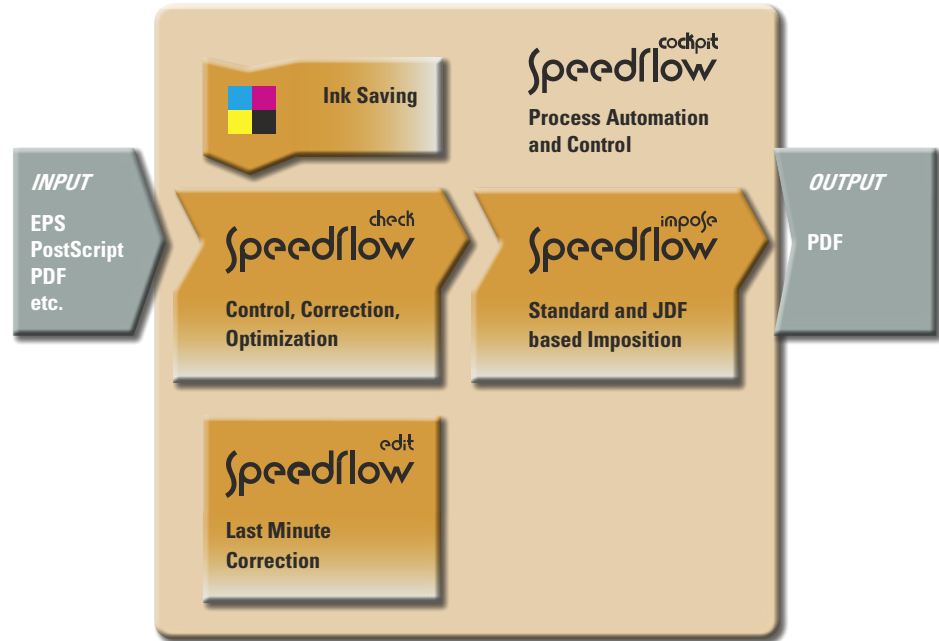 INPUT
EPS
PostScript
PDF
etc.
Ink Saving
cockpit
Speedflow
Process Automation
and Control
check
Speedflow
Control, Correction,
Optimization
impose
Speedflow
Standard and JDF
based Imposition
edit
Speedflow
Last Minute
Correction
OUTPUT
PDF